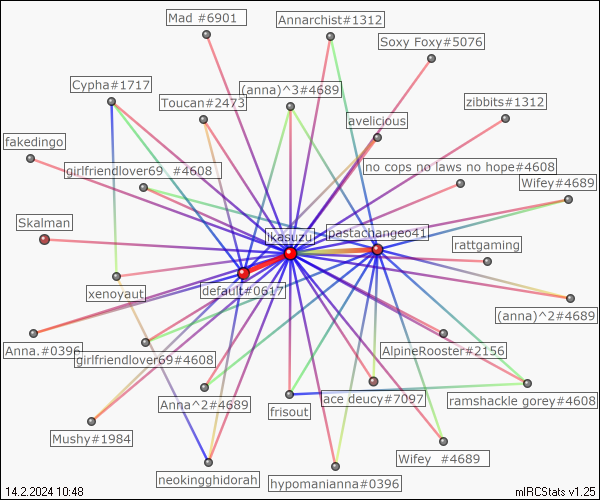 Mad #6901
Annarchist#1312
Soxy Foxy#5076
Cypha#1717
(anna)^3#4689
Toucan#2473
zibbits#1312
avelicious
fakedingo
girlfriendlover69 #4608
no cops no laws no hope#4608
Wifey#4689
Skalman
ikasuzu
pastachangeo41
rattgaming
default#0617
xenoyaut
(anna)^2#4689
Anna.#0396
girlfriendlover69#4608
AlpineRooster#2156
Anna^2#4689
frisout
ace deucy#7097
ramshackle gorey#4608
Mushy#1984
neokingghidorah
hypomanianna#0396
Wifey #4689
14.2.2024 10:48
mIRCStats v1.25